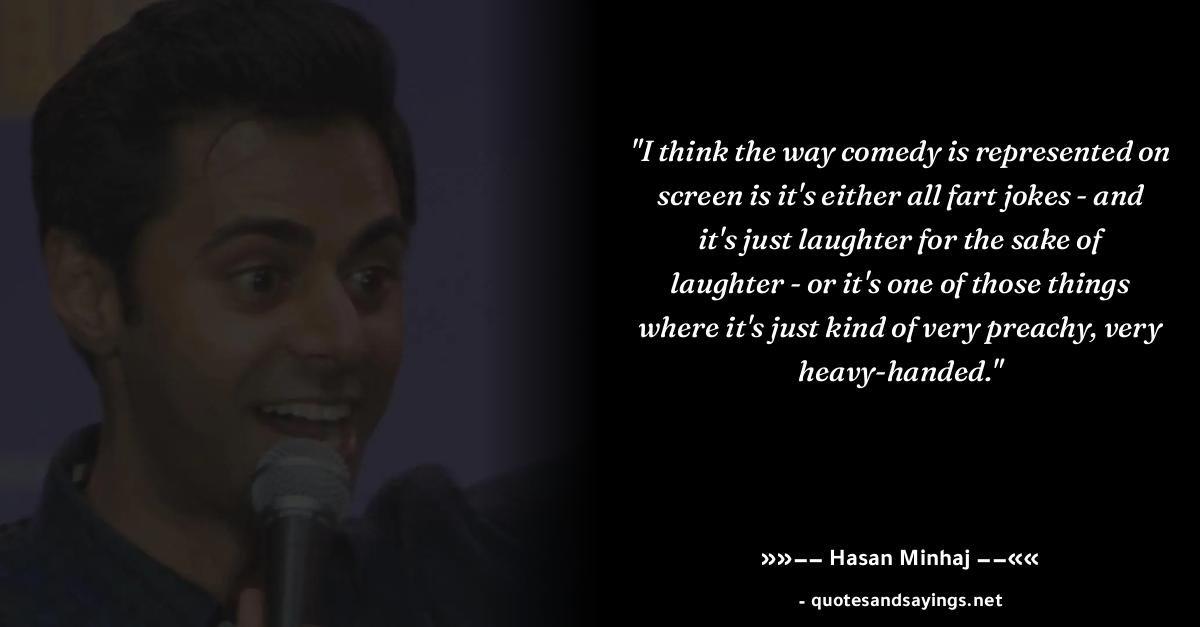 "I think the way comedy is represented on
screen is it's either all fart jokes - and
it's just laughter for the sake of
laughter - or it's one of those things
where it's just kind of very preachy, very
heavy-handed."
»»–– Hasan Minhaj ––««
- quotesandsayings.net